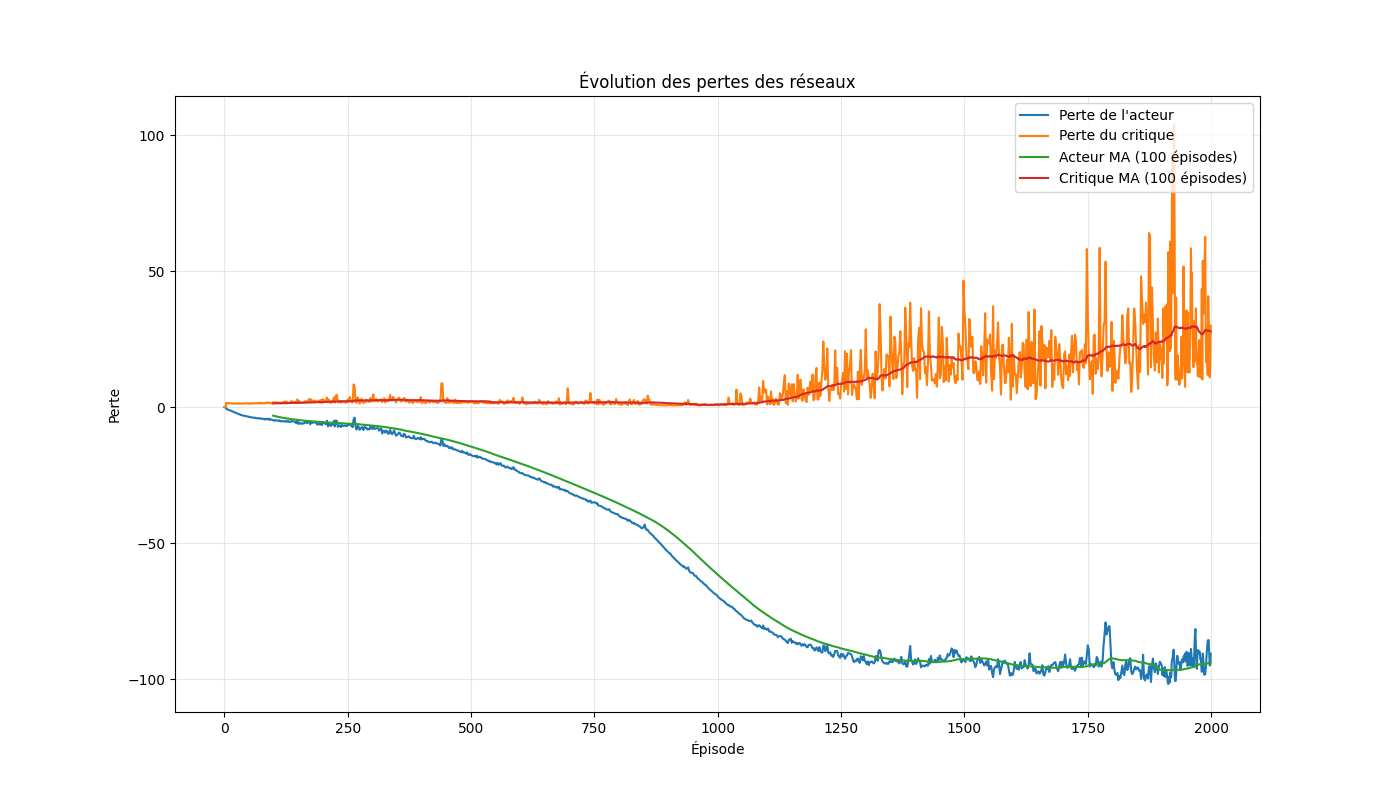 Évolution des pertes des réseaux
Perte de l'acteur
Perte du critique
Acteur MA (100 épisodes)
Critique MA (100 épisodes)
100
50
0
−50
−100
Perte
0 250 500 750 1000 1250 1500 1750 2000
Épisode